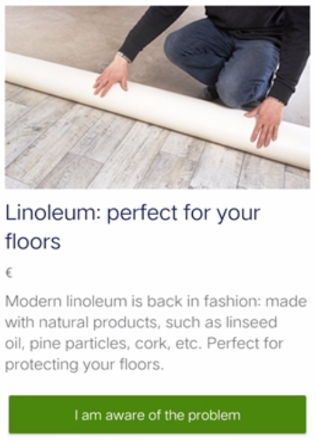 Linoleum: perfect for your
floors
€
Modern linoleum is back in fashion: made
with natural products, such as linseed
oil, pine particles, cork, etc. Perfect for
protecting your floors.
I am aware of the problem